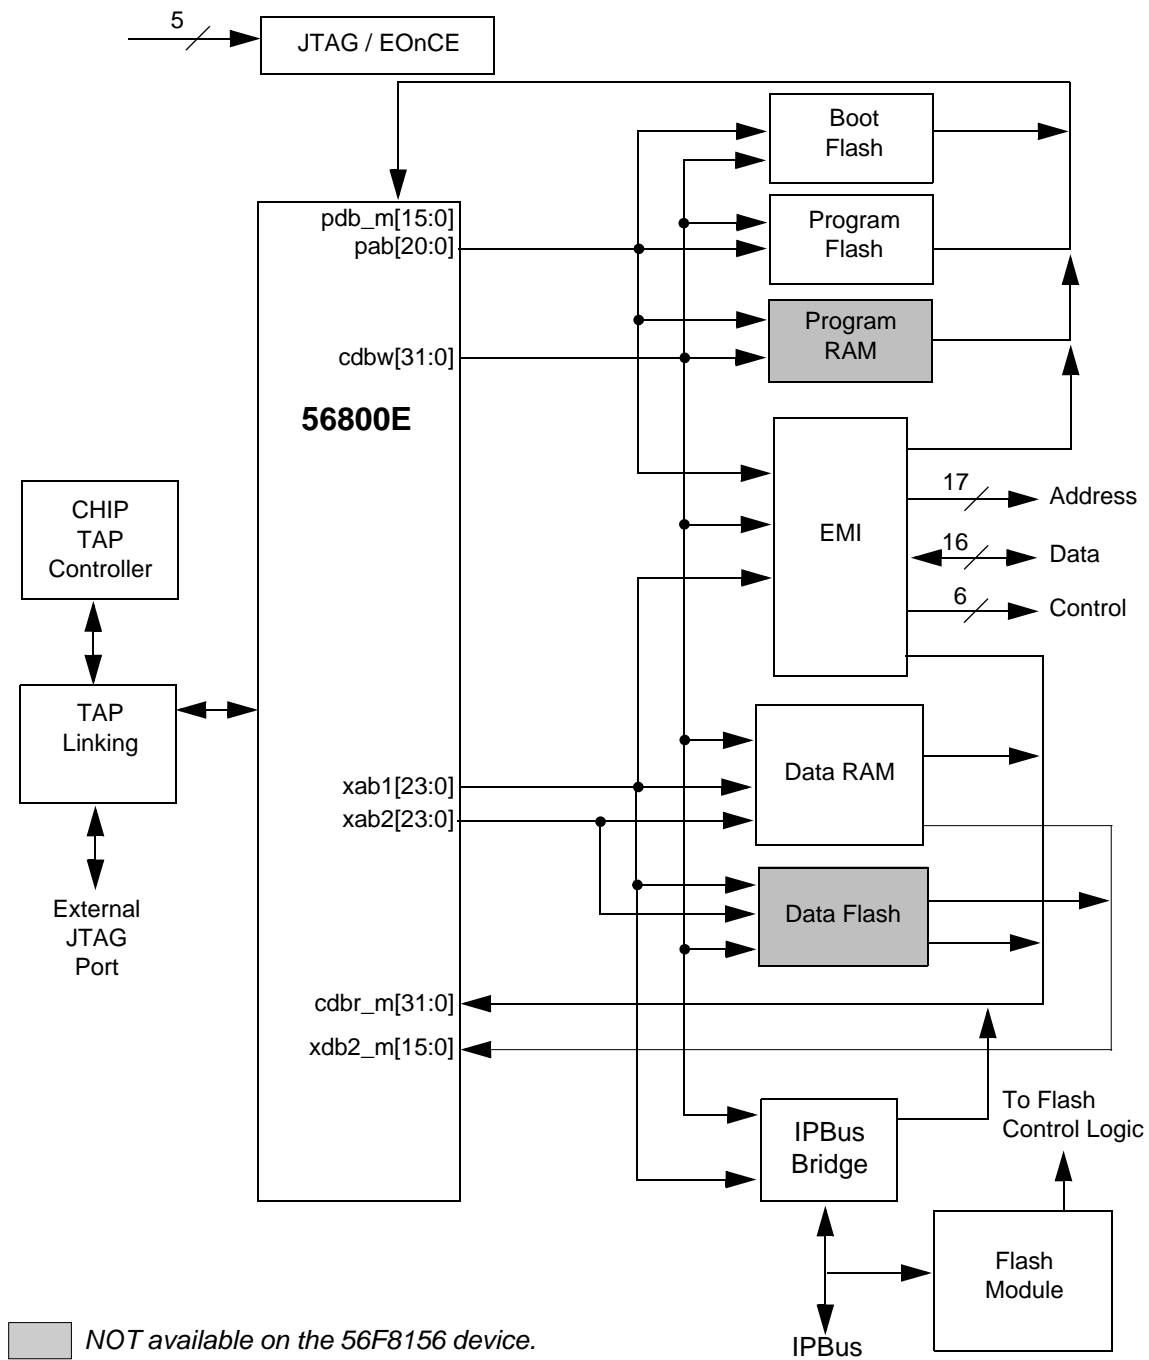 5
JTAG / EOnCE
Boot
Flash
pdb_m[15:0]
pab[20:0]
Program
Flash
cdbw[31:0]
Program
RAM
56800E
CHIP
TAP
Controller
EMI
17
Address
16
Data
6
Control
TAP
Linking
xab1[23:0]
xab2[23:0]
Data RAM
Data Flash
External
JTAG
Port
cdbr_m[31:0]
xdb2_m[15:0]
To Flash
Control Logic
IPBus
Bridge
Flash
Module
IPBus
NOT available on the 56F8156 device.